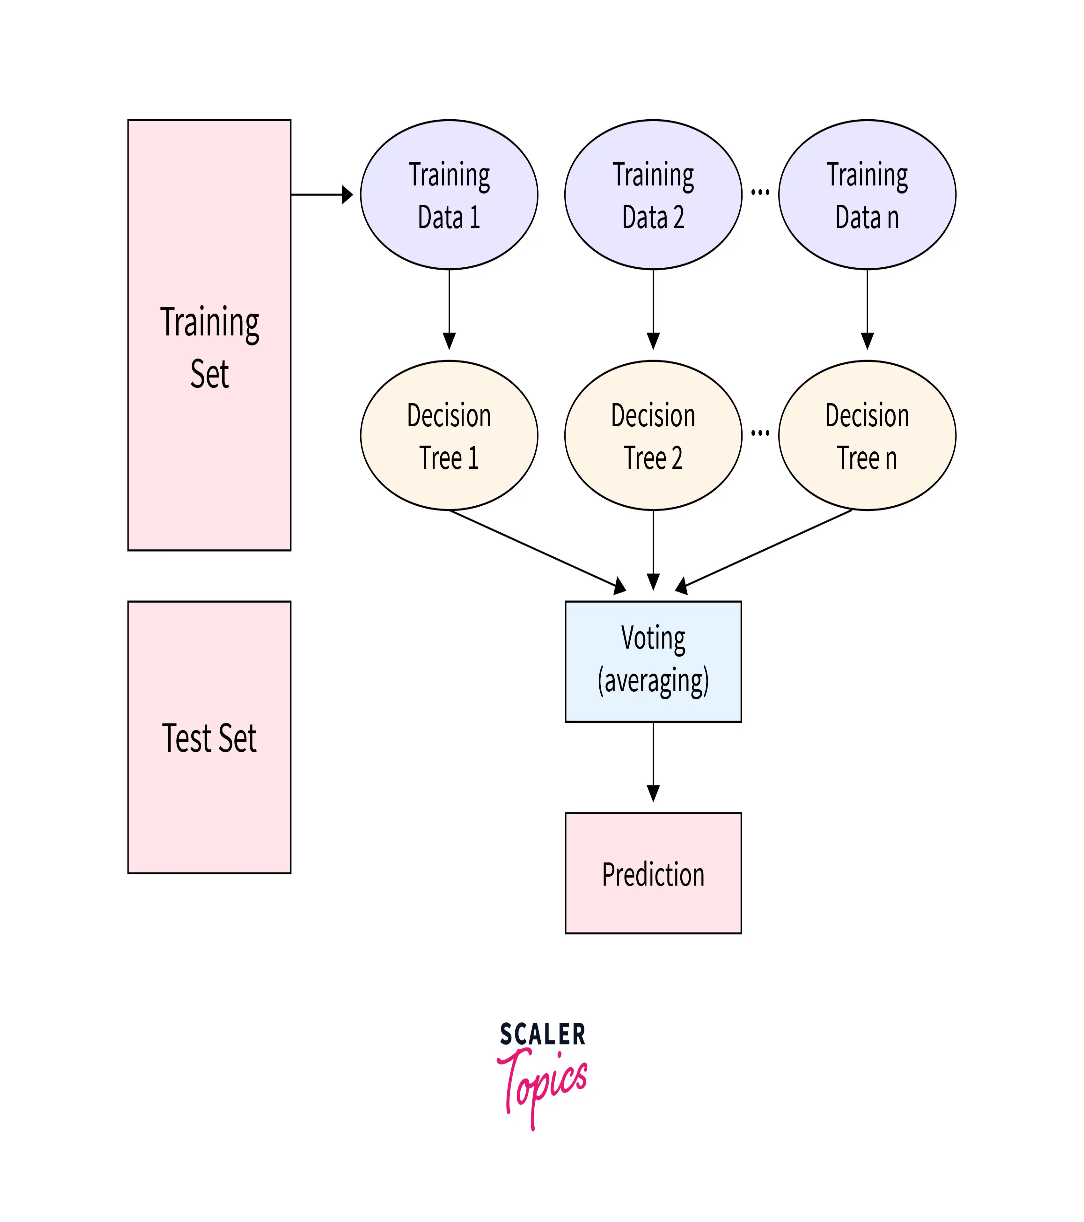 Training
Set
Training
Data 1
Training
Data 2
...
Training
Data n
Decision
Tree 1
Decision
Tree 2
...
Decision
Tree n
Voting
(averaging)
Test Set
Prediction
SCALER
Topics